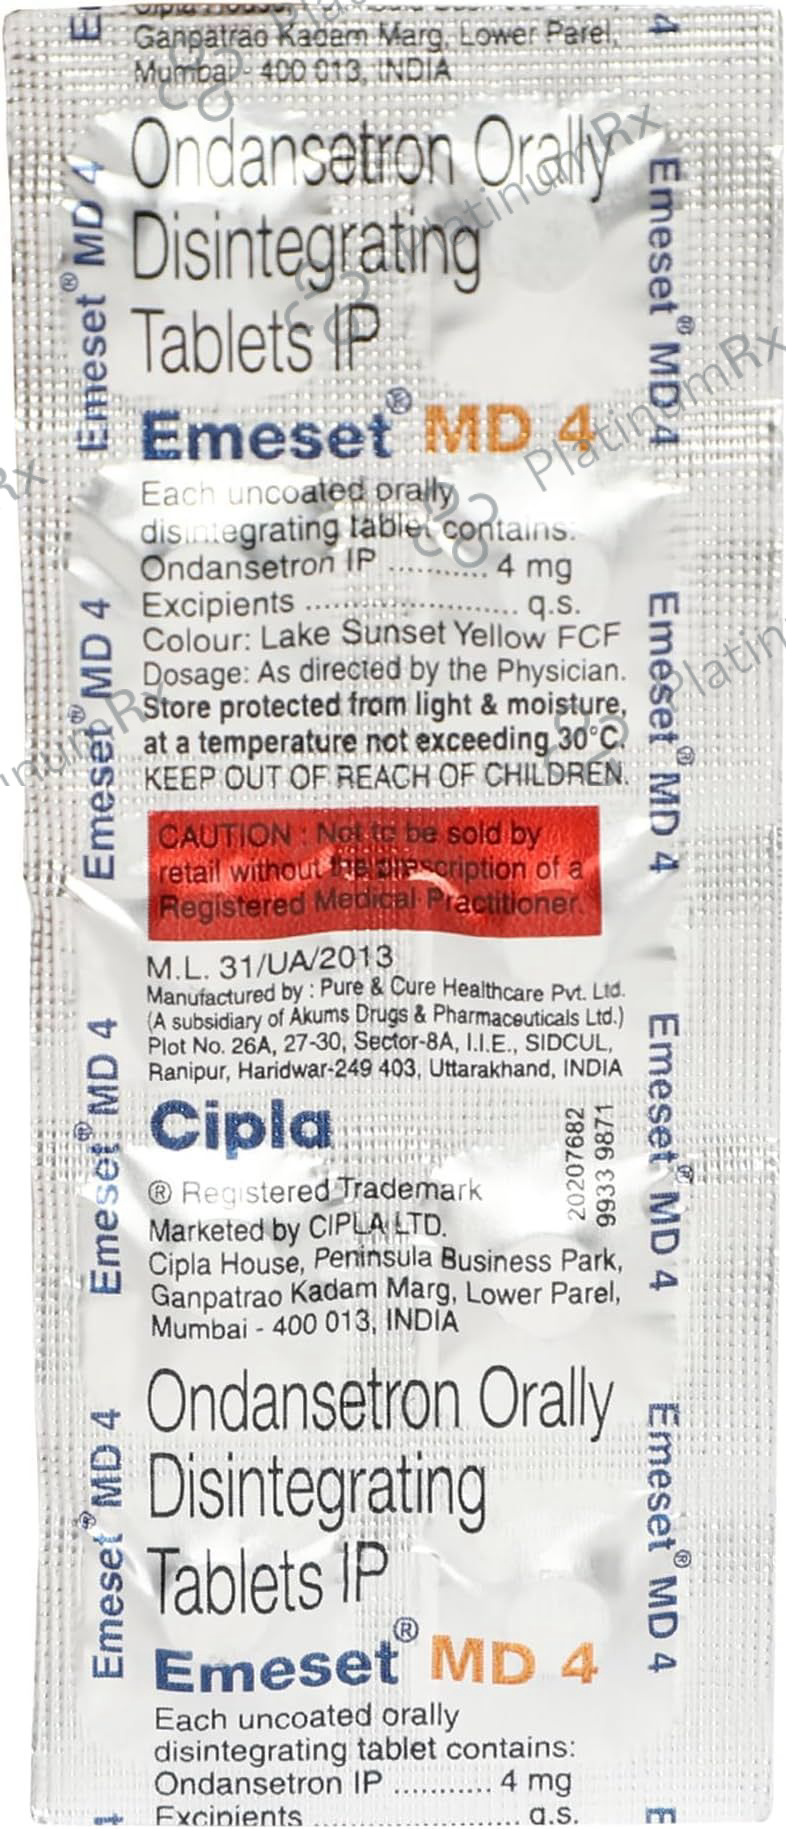 Ganpatrao Kadam Marg, Lower Parel,
Mumbai - 400 013, INDIA
Ondansetron Orally
Disintegrating
Tablets IP
Emeset® MD 4
Each uncoated orally
disintegrating tablet contains:
Ondansetron IP ........... 4 mg
Excipients ....................... q.s.
Colour: Lake Sunset Yellow FCF
Dosage: As directed by the Physician.
Store protected from light & moisture,
at a temperature not exceeding 30°C.
KEEP OUT OF REACH OF CHILDREN.
CAUTION : Not to be sold by
retail without the prescription of a
Registered Medical Practitioner.
M.L. 31/UA/2013
Manufactured by : Pure & Cure Healthcare Pvt. Ltd.
(A subsidiary of Akums Drugs & Pharmaceuticals Ltd.)
Plot No. 26A, 27-30, Sector-8A, I.I.E., SIDCUL,
Ranipur, Haridwar-249 403, Uttarakhand, INDIA
Cipla
20207682
9933 9871
® Registered Trademark
Marketed by CIPLA LTD.
Cipla House, Peninsula Business Park,
Ganpatrao Kadam Marg, Lower Parel,
Mumbai - 400 013, INDIA
Ondansetron Orally
Disintegrating
Tablets IP
Emeset® MD 4
Each uncoated orally
disintegrating tablet contains:
Ondansetron IP ........... 4 mg
Excipients ....................... q.s.
Emeset® MD 4
Emeset® MD 4
Emeset® MD 4
Emeset® MD 4
Emeset® MD 4
Emeset® MD 4
Emeset® MD 4
Emeset® MD 4
PlatinumRx
PlatinumRx